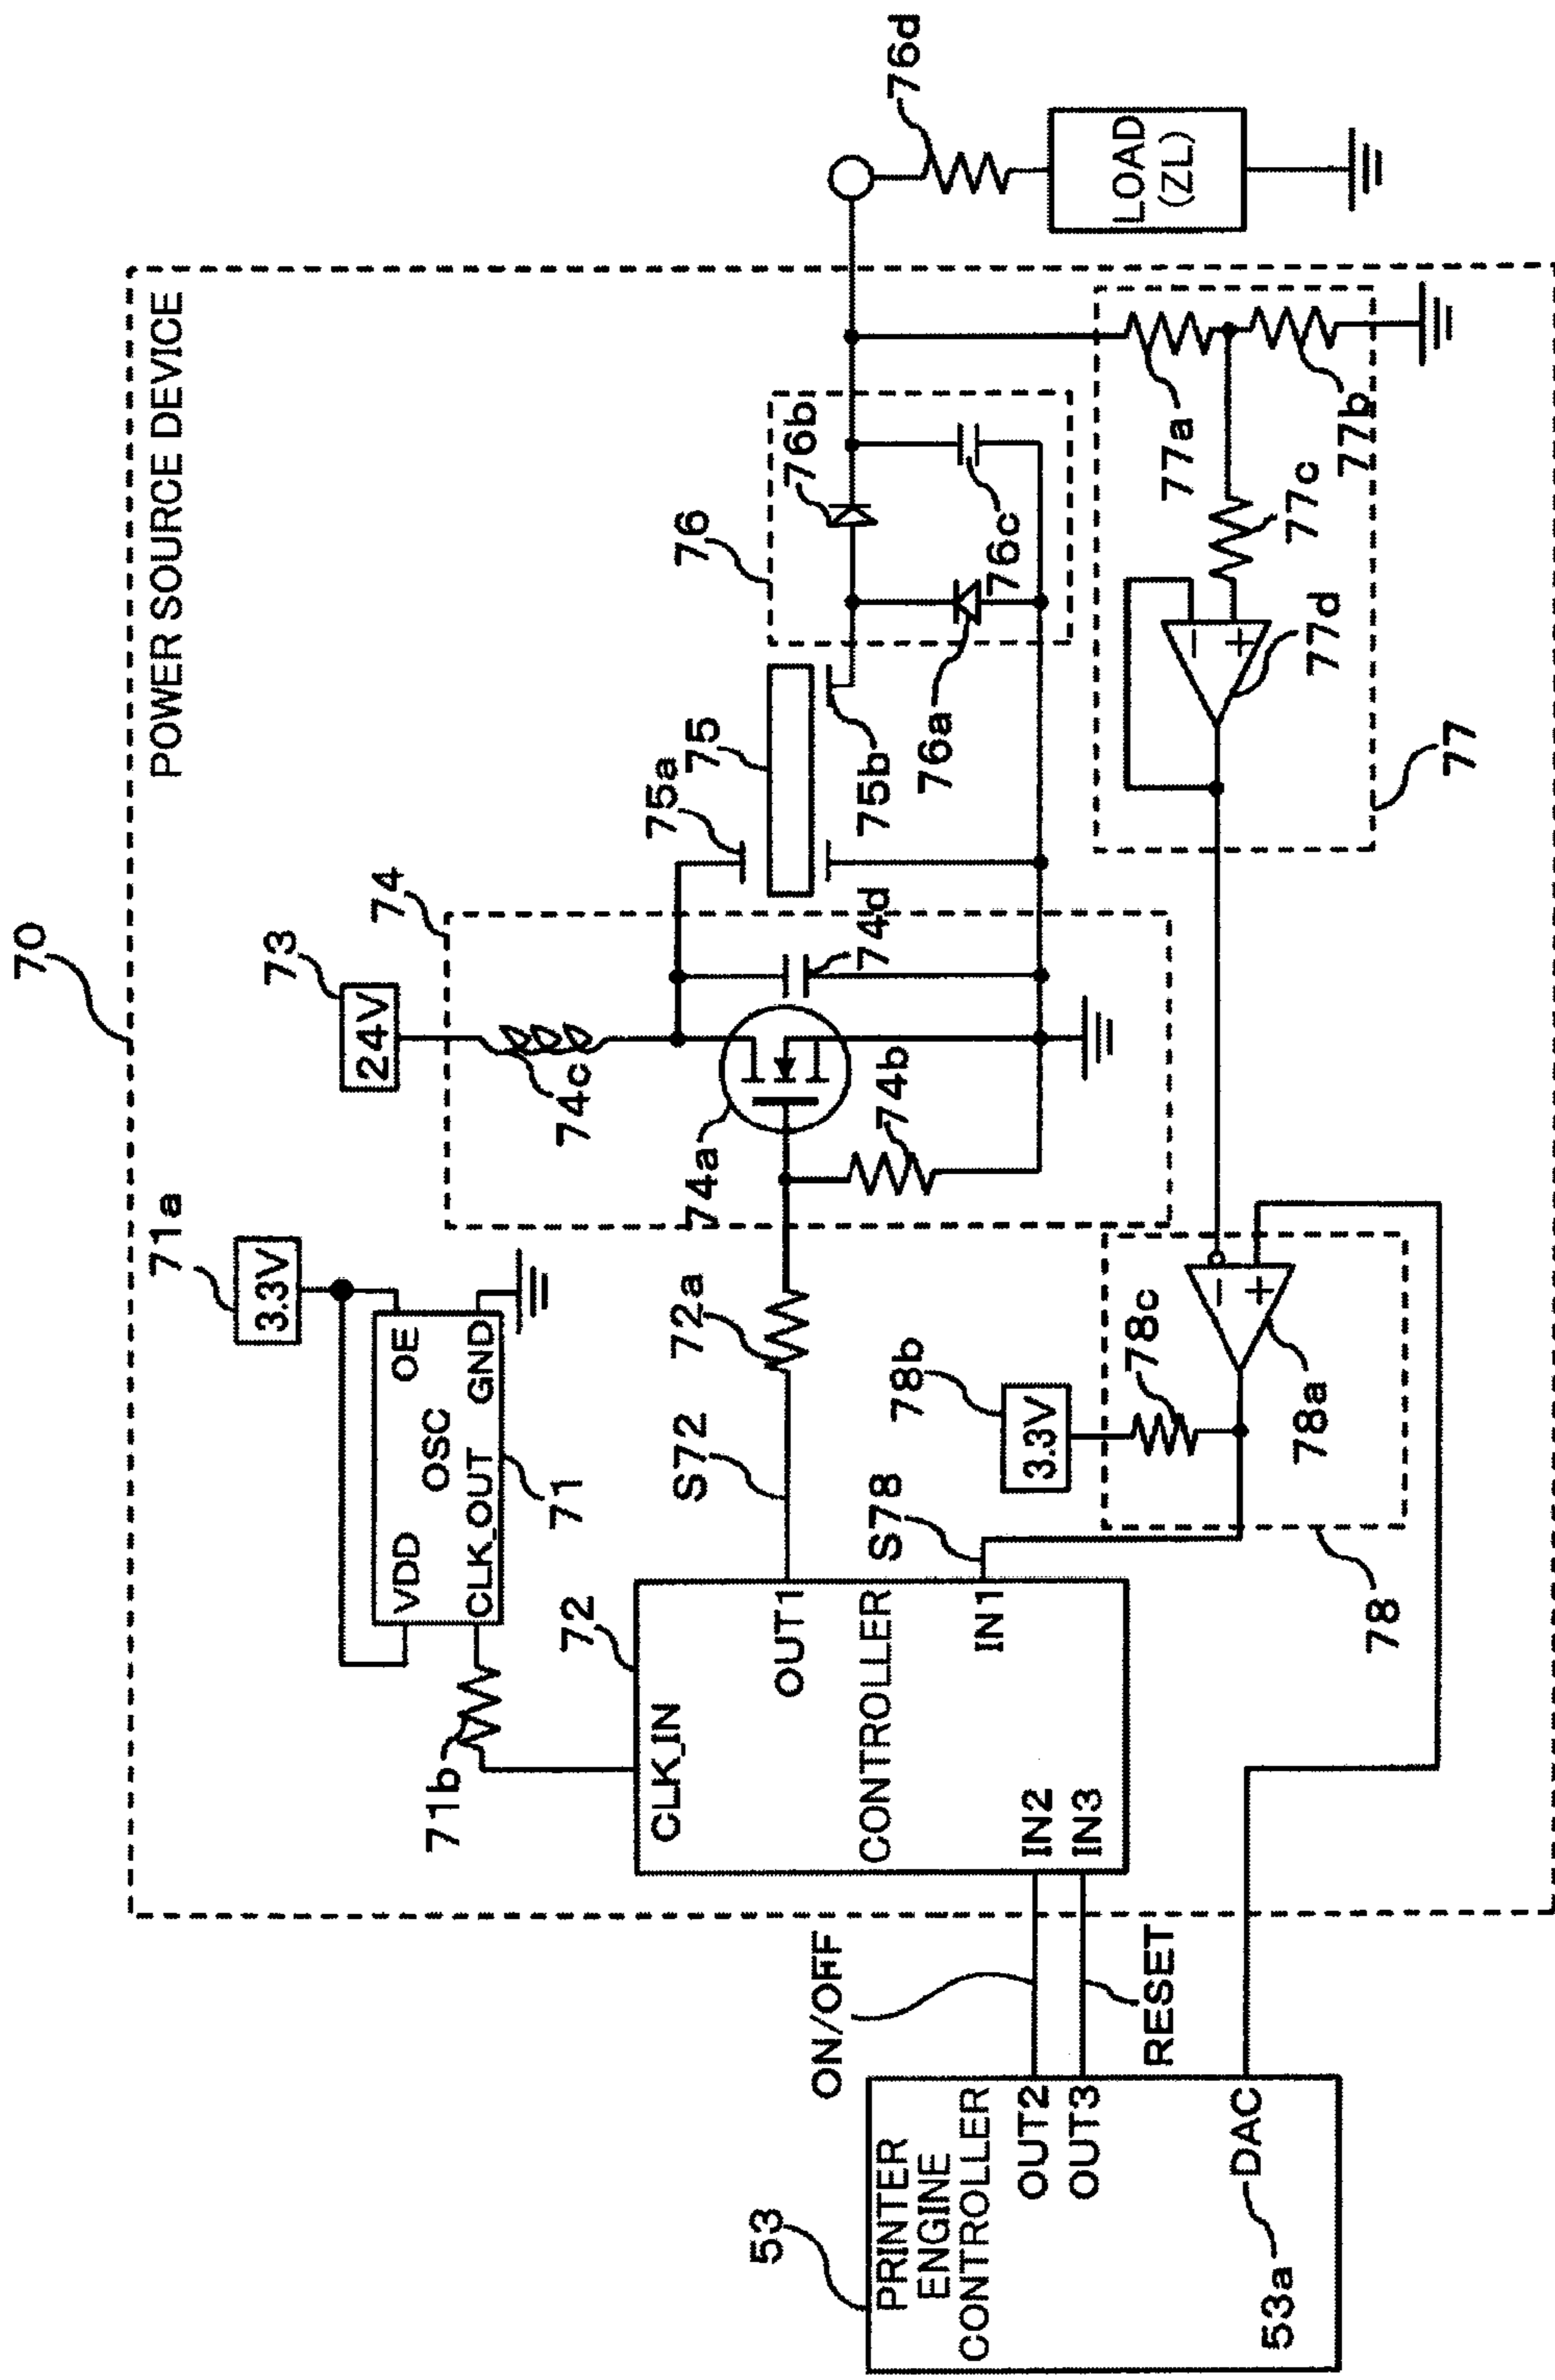 70
POWER SOURCE DEVICE
71a
3.3V
73
24V
VDD
OE
OSC
CLK_OUT
GND
71
71b
74
74c
74a
74b
74d
75a
75
75b
76
76b
76a
76c
76d
LOAD
(ZL)
72
CLK_IN
OUT1
CONTROLLER
IN1
IN2
IN3
S72
72a
S78
78b
3.3V
78c
−
+
78a
78
−
+
77d
77c
77a
77b
77
ON/OFF
RESET
53
PRINTER
ENGINE
CONTROLLER
OUT2
OUT3
DAC
53a